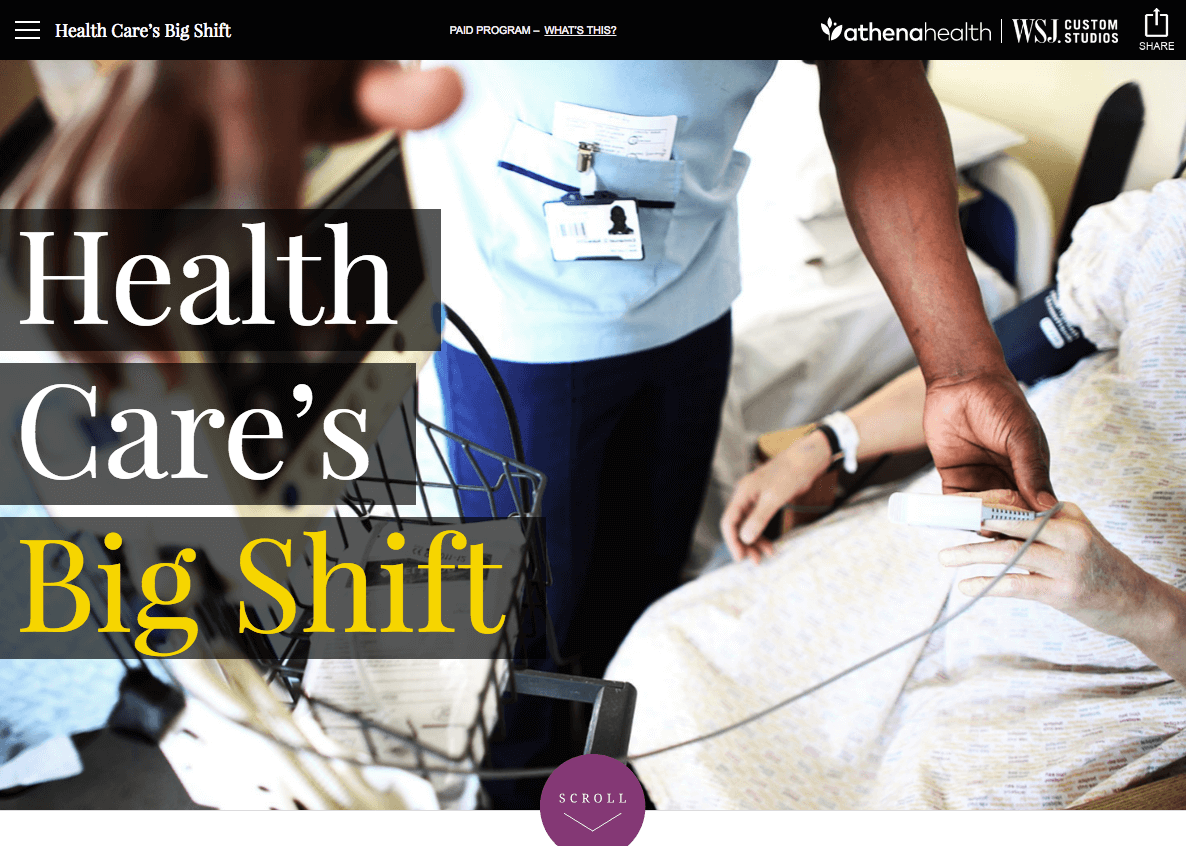 Health Care’s Big Shift
PAID PROGRAM – WHAT'S THIS?
athenahealth
WSJ. CUSTOM STUDIOS
SHARE
Health
Care’s
Big Shift
SCROLL